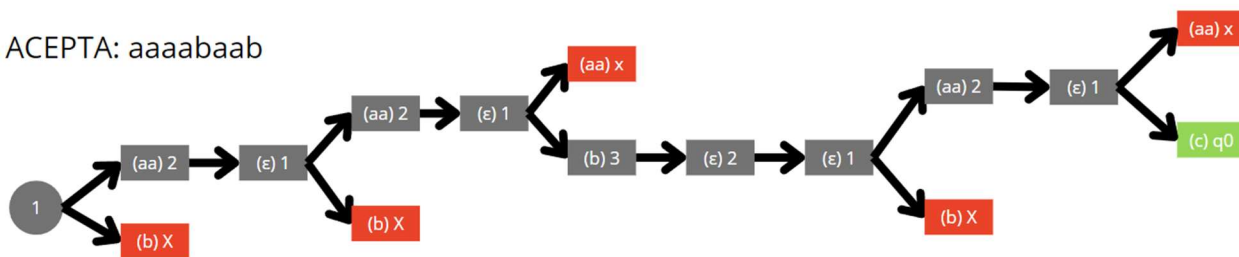 ACEPTA: aaaabaab
1
(aa) 2
(b) X
(ε) 1
(aa) 2
(b) X
(ε) 1
(aa) x
(b) 3
(ε) 2
(ε) 1
(aa) 2
(b) X
(ε) 1
(aa) x
(c) q0